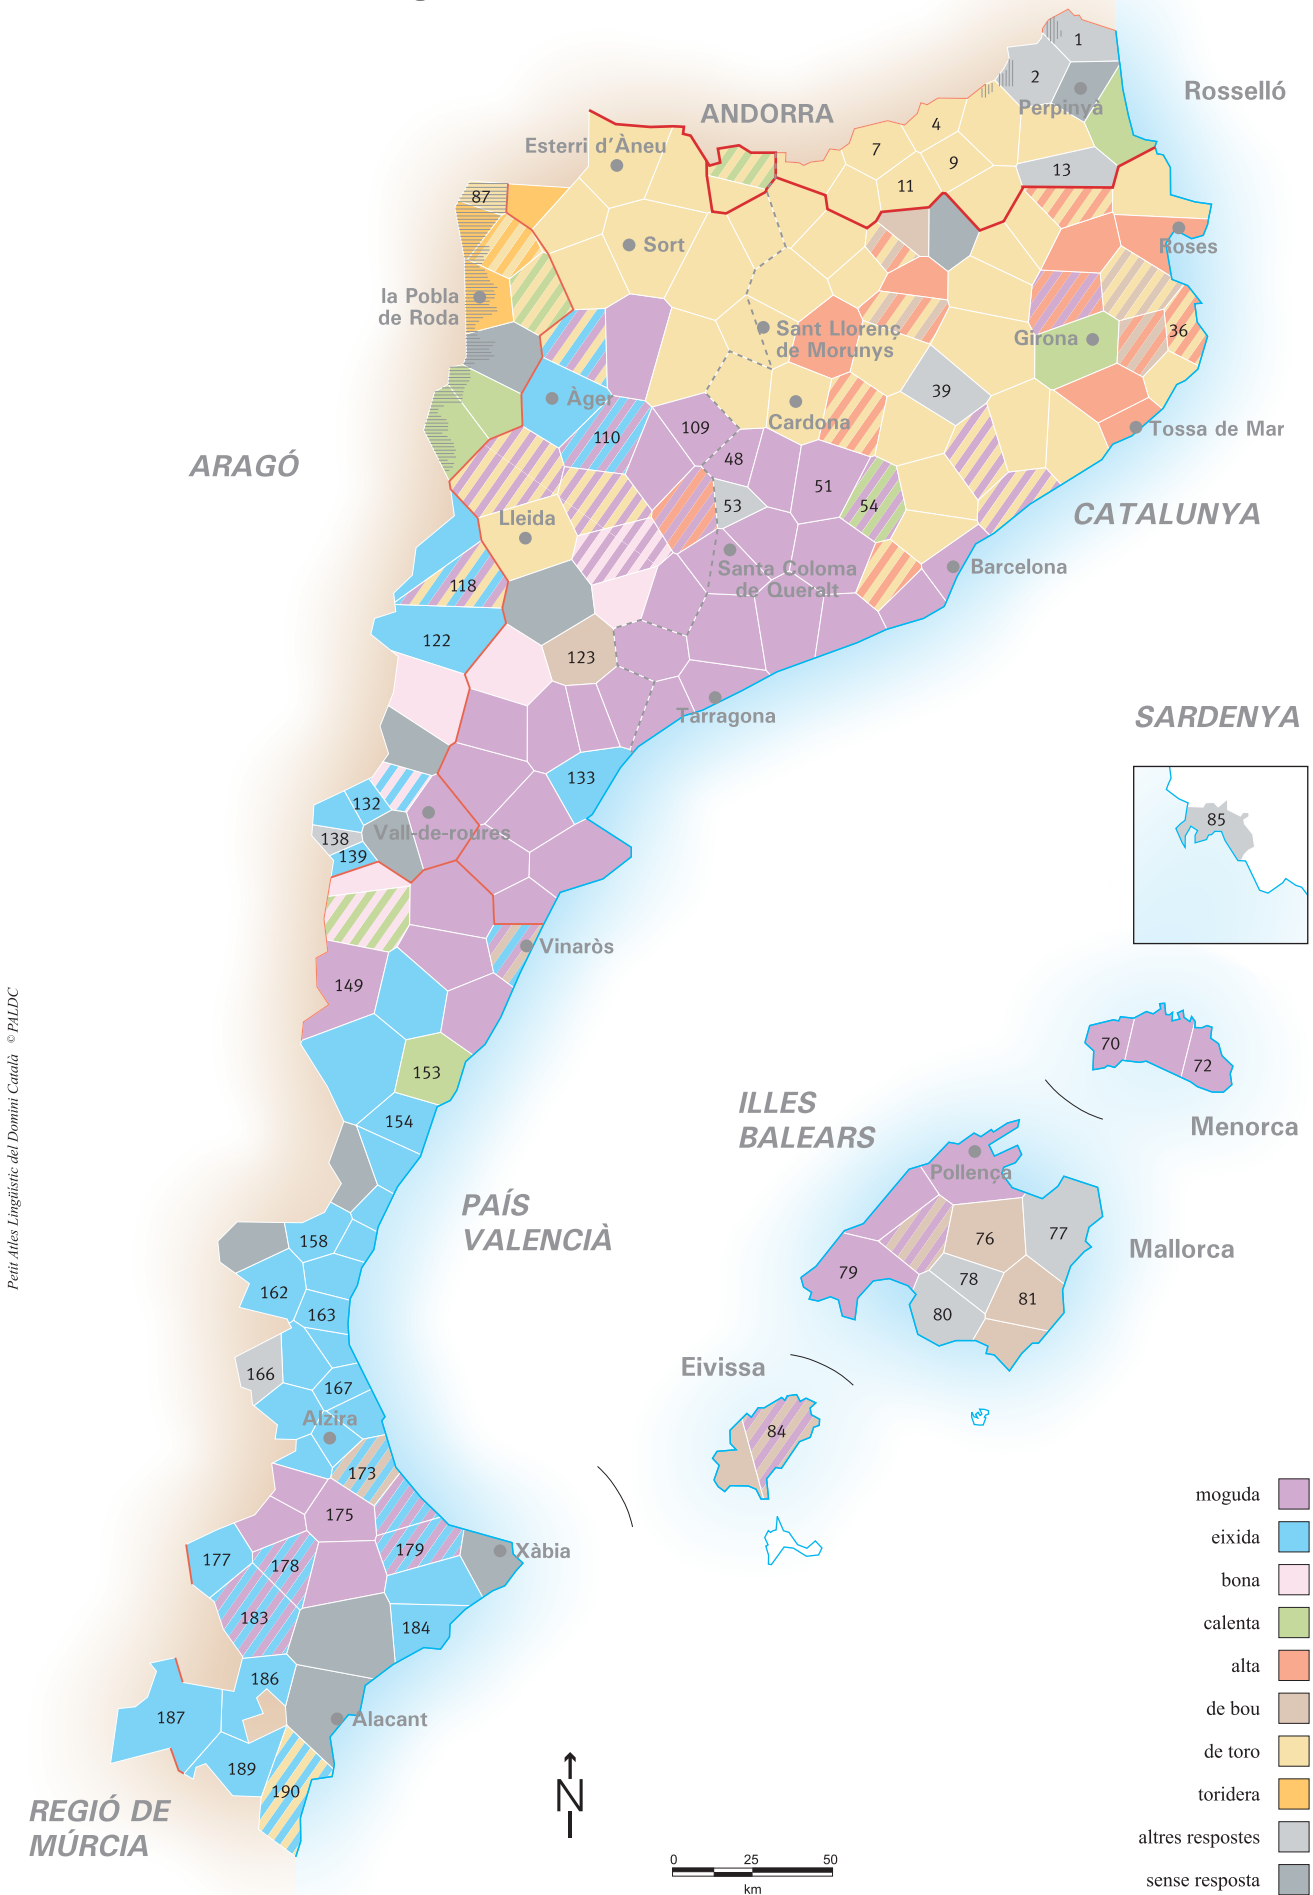 1
2
Rosselló
Perpinyà
ANDORRA
4
Esterri d'Àneu
7
9
13
11
87
Sort
Roses
la Pobla
de Roda
Sant Llorenç
de Morunys
Girona
36
Àger
39
Cardona
Tossa de Mar
110
109
48
ARAGÓ
51
53
54
CATALUNYA
Lleida
Santa Coloma
de Queralt
Barcelona
118
122
123
Tarragona
SARDENYA
133
132
Vall-de-roures
138
139
85
Vinaròs
149
70
72
153
ILLES
BALEARS
154
Menorca
Pollença
PAÍS
VALENCIÀ
158
76
77
Mallorca
79
78
162
81
163
80
Eivissa
166
167
Alzira
84
173
moguda
175
eixida
177
178
179
Xàbia
bona
183
184
calenta
alta
186
187
Alacant
de bou
189
de toro
190
toridera
N
REGIÓ DE
MÚRCIA
altres respostes
0 25 50
km
sense resposta
Petit Atles Lingüístic del Domini Català © PALDC